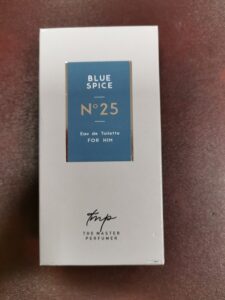 BLUE
SPICE
N°25
Eau de Toilette
FOR HIM
tmp
THE MASTER
PERFUMER